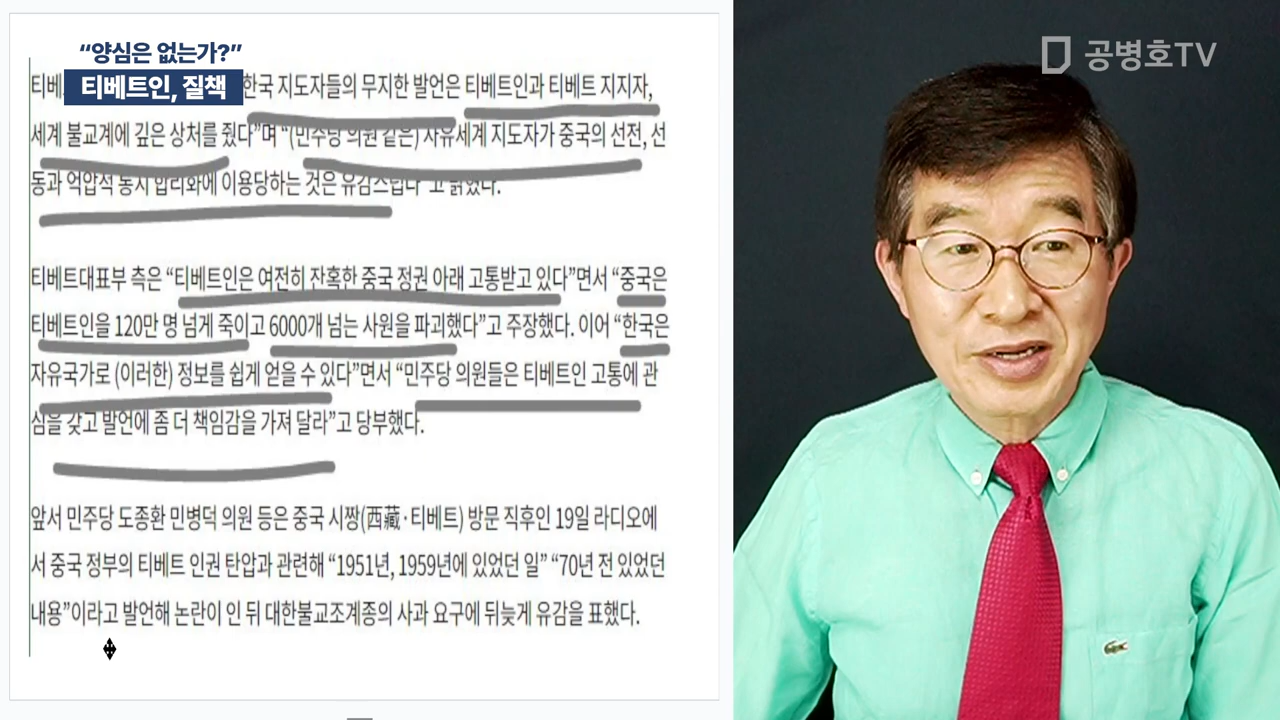 “양심은 없는가?”
티베트인, 질책
공병호TV
티베 한국 지도자들의 무지한 발언은 티베트인과 티베트 지지자,
세계 불교계에 깊은 상처를 줬다”며 “(민주당 의원 같은) 자유세계 지도자가 중국의 선전, 선
동과 억압적 통치 합리화에 이용당하는 것은 유감스럽다”고 밝혔다.
티베트대표부 측은 “티베트인은 여전히 잔혹한 중국 정권 아래 고통받고 있다”면서 “중국은
티베트인을 120만 명 넘게 죽이고 6000개 넘는 사원을 파괴했다”고 주장했다. 이어 “한국은
자유국가로 (이러한) 정보를 쉽게 얻을 수 있다”면서 “민주당 의원들은 티베트인 고통에 관
심을 갖고 발언에 좀 더 책임감을 가져 달라”고 당부했다.
앞서 민주당 도종환 민병덕 의원 등은 중국 시짱(西藏·티베트) 방문 직후인 19일 라디오에
서 중국 정부의 티베트 인권 탄압과 관련해 “1951년, 1959년에 있었던 일” “70년 전 있었던
내용”이라고 발언해 논란이 인 뒤 대한불교조계종의 사과 요구에 뒤늦게 유감을 표했다.